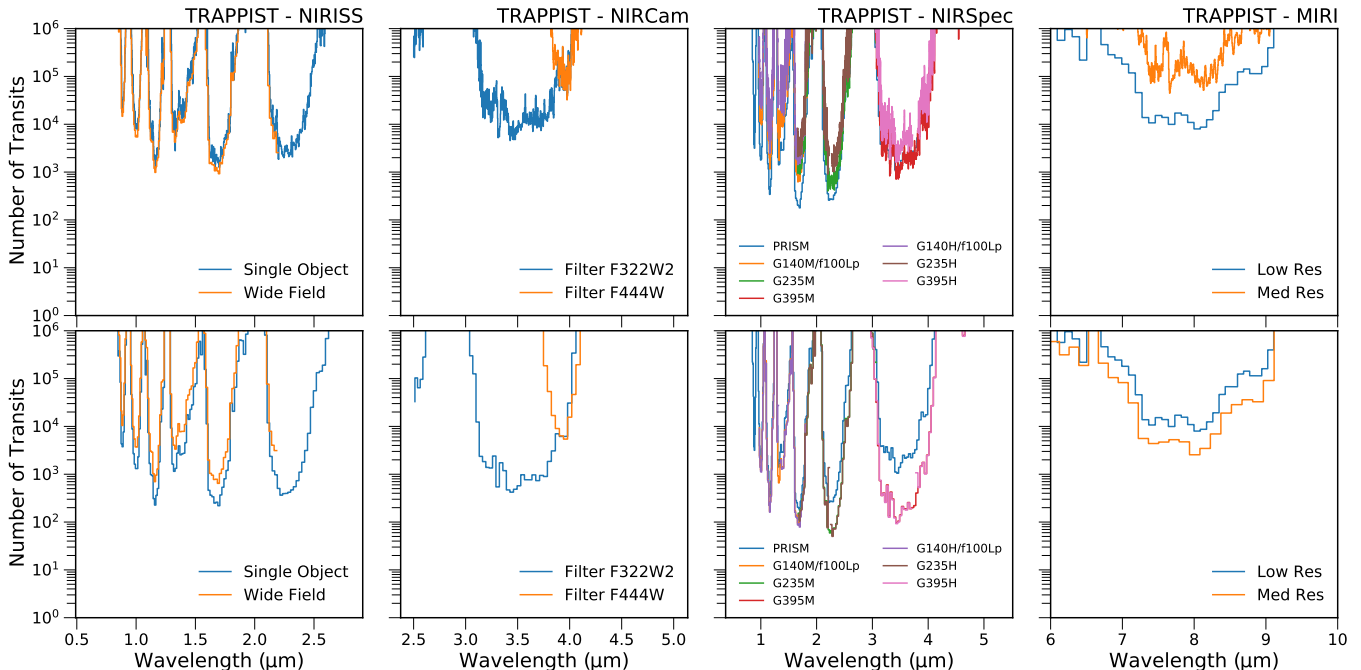 TRAPPIST - NIRISS
TRAPPIST - NIRCam
TRAPPIST - NIRSpec
TRAPPIST - MIRI
Number of Transits
10^6
10^5
10^4
10^3
10^2
10^1
10^0
Single Object
Wide Field
Filter F322W2
Filter F444W
PRISM
G140M/f100Lp
G235M
G395M
G140H/f100Lp
G235H
G395H
Low Res
Med Res
Number of Transits
10^6
10^5
10^4
10^3
10^2
10^1
10^0
Single Object
Wide Field
Filter F322W2
Filter F444W
PRISM
G140M/f100Lp
G235M
G395M
G140H/f100Lp
G235H
G395H
Low Res
Med Res
0.5 1.0 1.5 2.0 2.5
2.5 3.0 3.5 4.0 4.5 5.0
1 2 3 4 5
6 7 8 9 10
Wavelength (μm)
Wavelength (μm)
Wavelength (μm)
Wavelength (μm)